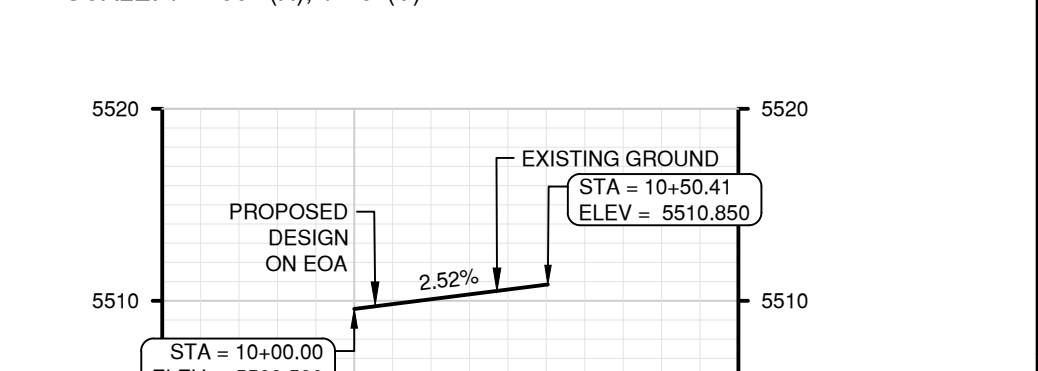 5520
5520
EXISTING GROUND
STA = 10+50.41
ELEV = 5510.850
PROPOSED
DESIGN
ON EOA
2.52%
5510
5510
STA = 10+00.00